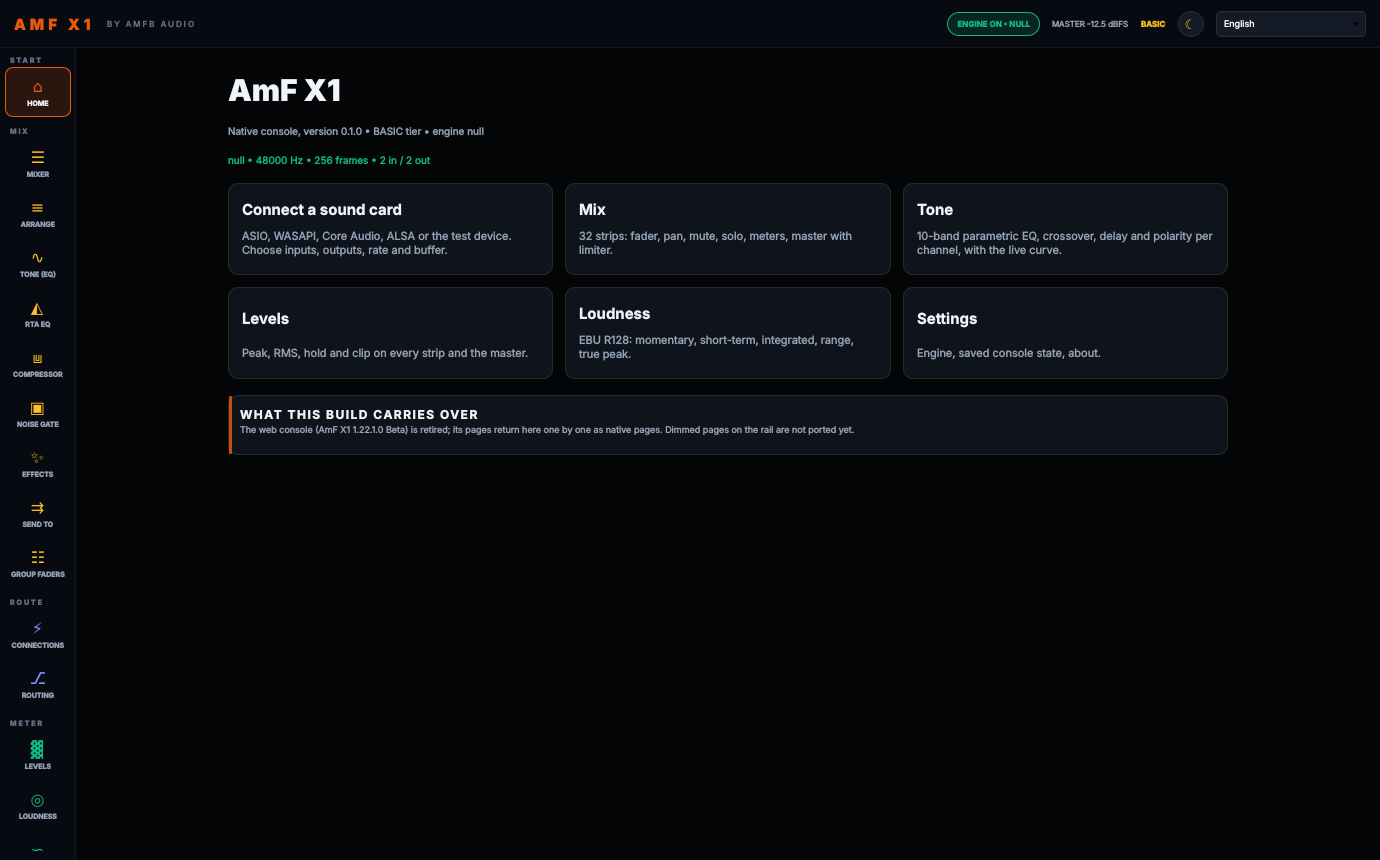 AMF X1 BY AMFB AUDIO
ENGINE ON • NULL
MASTER -12.5 dBFS
BASIC
English
START
HOME
MIX
MIXER
ARRANGE
TONE (EQ)
RTA EQ
COMPRESSOR
NOISE GATE
EFFECTS
SEND TO
GROUP FADERS
ROUTE
CONNECTIONS
ROUTING
METER
LEVELS
LOUDNESS
AmF X1
Native console, version 0.1.0 • BASIC tier • engine null
null • 48000 Hz • 256 frames • 2 in / 2 out
Connect a sound card
ASIO, WASAPI, Core Audio, ALSA or the test device.
Choose inputs, outputs, rate and buffer.
Mix
32 strips: fader, pan, mute, solo, meters, master with
limiter.
Tone
10-band parametric EQ, crossover, delay and polarity per
channel, with the live curve.
Levels
Peak, RMS, hold and clip on every strip and the master.
Loudness
EBU R128: momentary, short-term, integrated, range,
true peak.
Settings
Engine, saved console state, about.
WHAT THIS BUILD CARRIES OVER
The web console (AmF X1 1.22.1.0 Beta) is retired; its pages return here one by one as native pages. Dimmed pages on the rail are not ported yet.